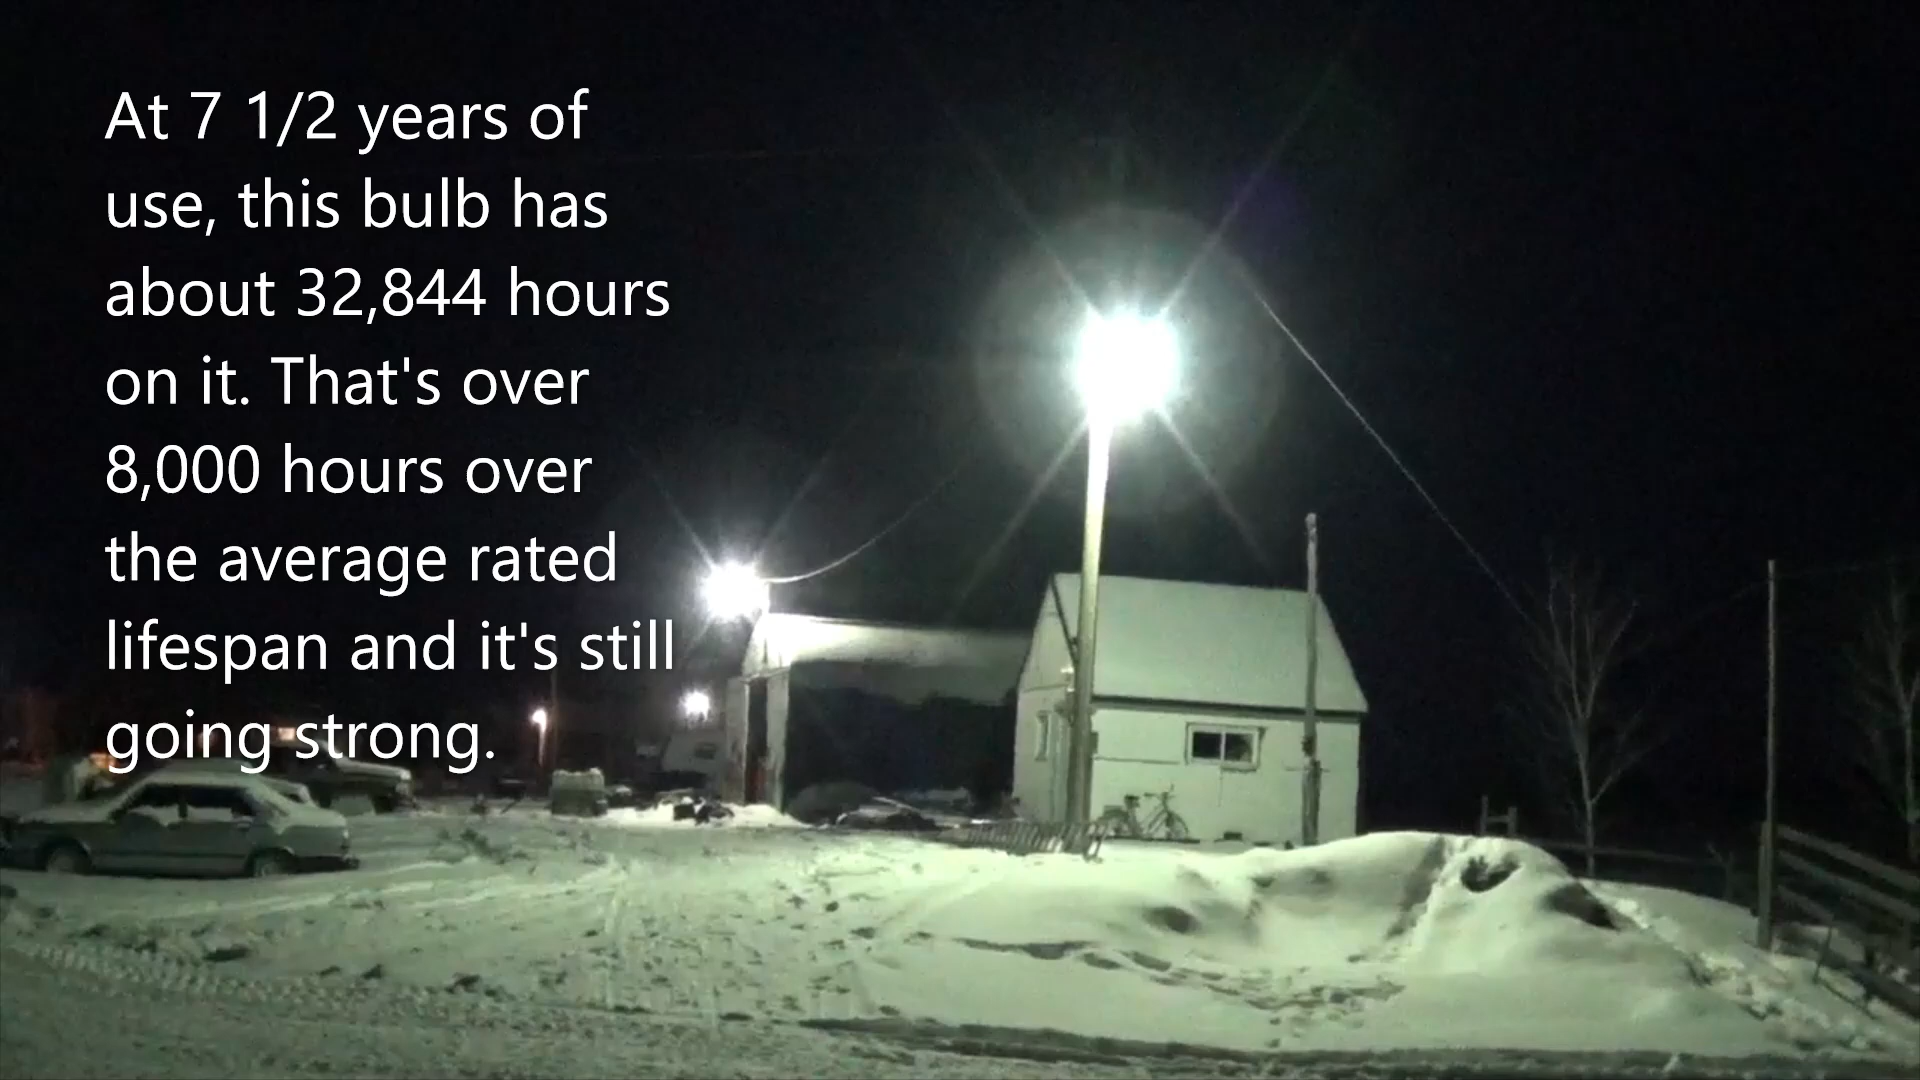 At 7 1/2 years of
use, this bulb has
about 32,844 hours
on it. That's over
8,000 hours over
the average rated
lifespan and it's still
going strong.